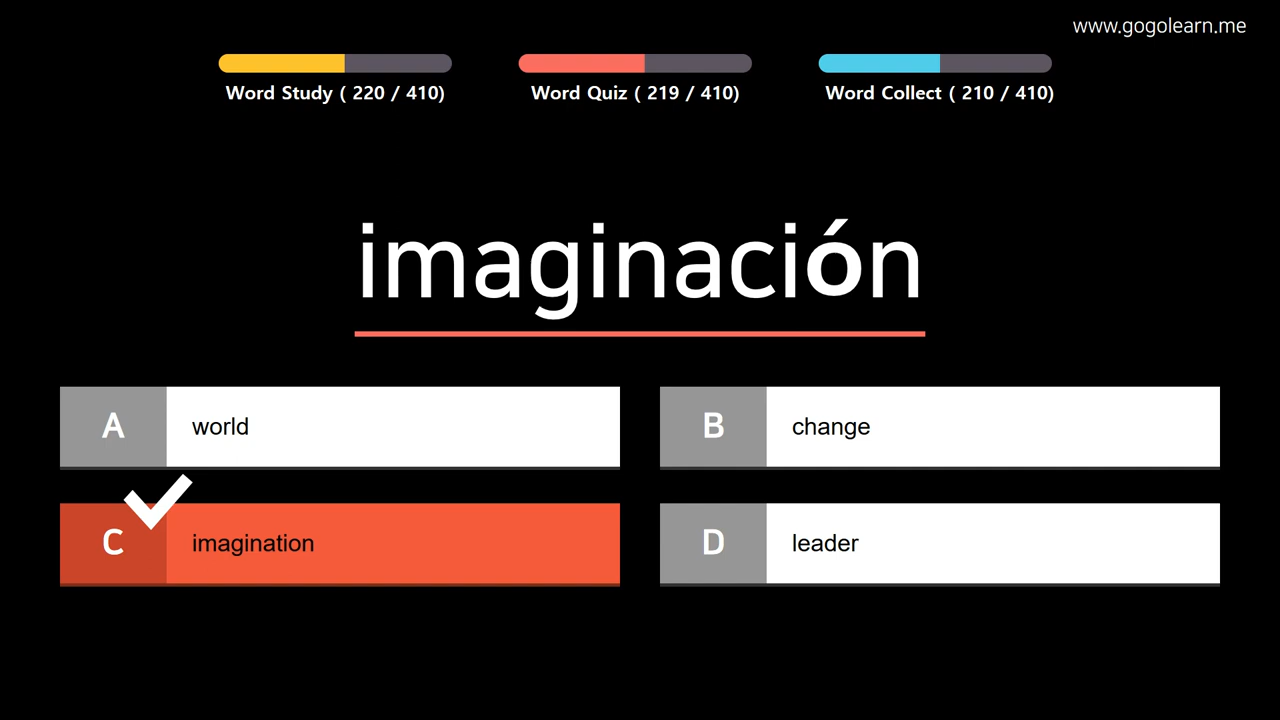 www.gogolearn.me
Word Study ( 220 / 410)
Word Quiz ( 219 / 410)
Word Collect ( 210 / 410)
imaginación
A world
B change
C imagination
D leader